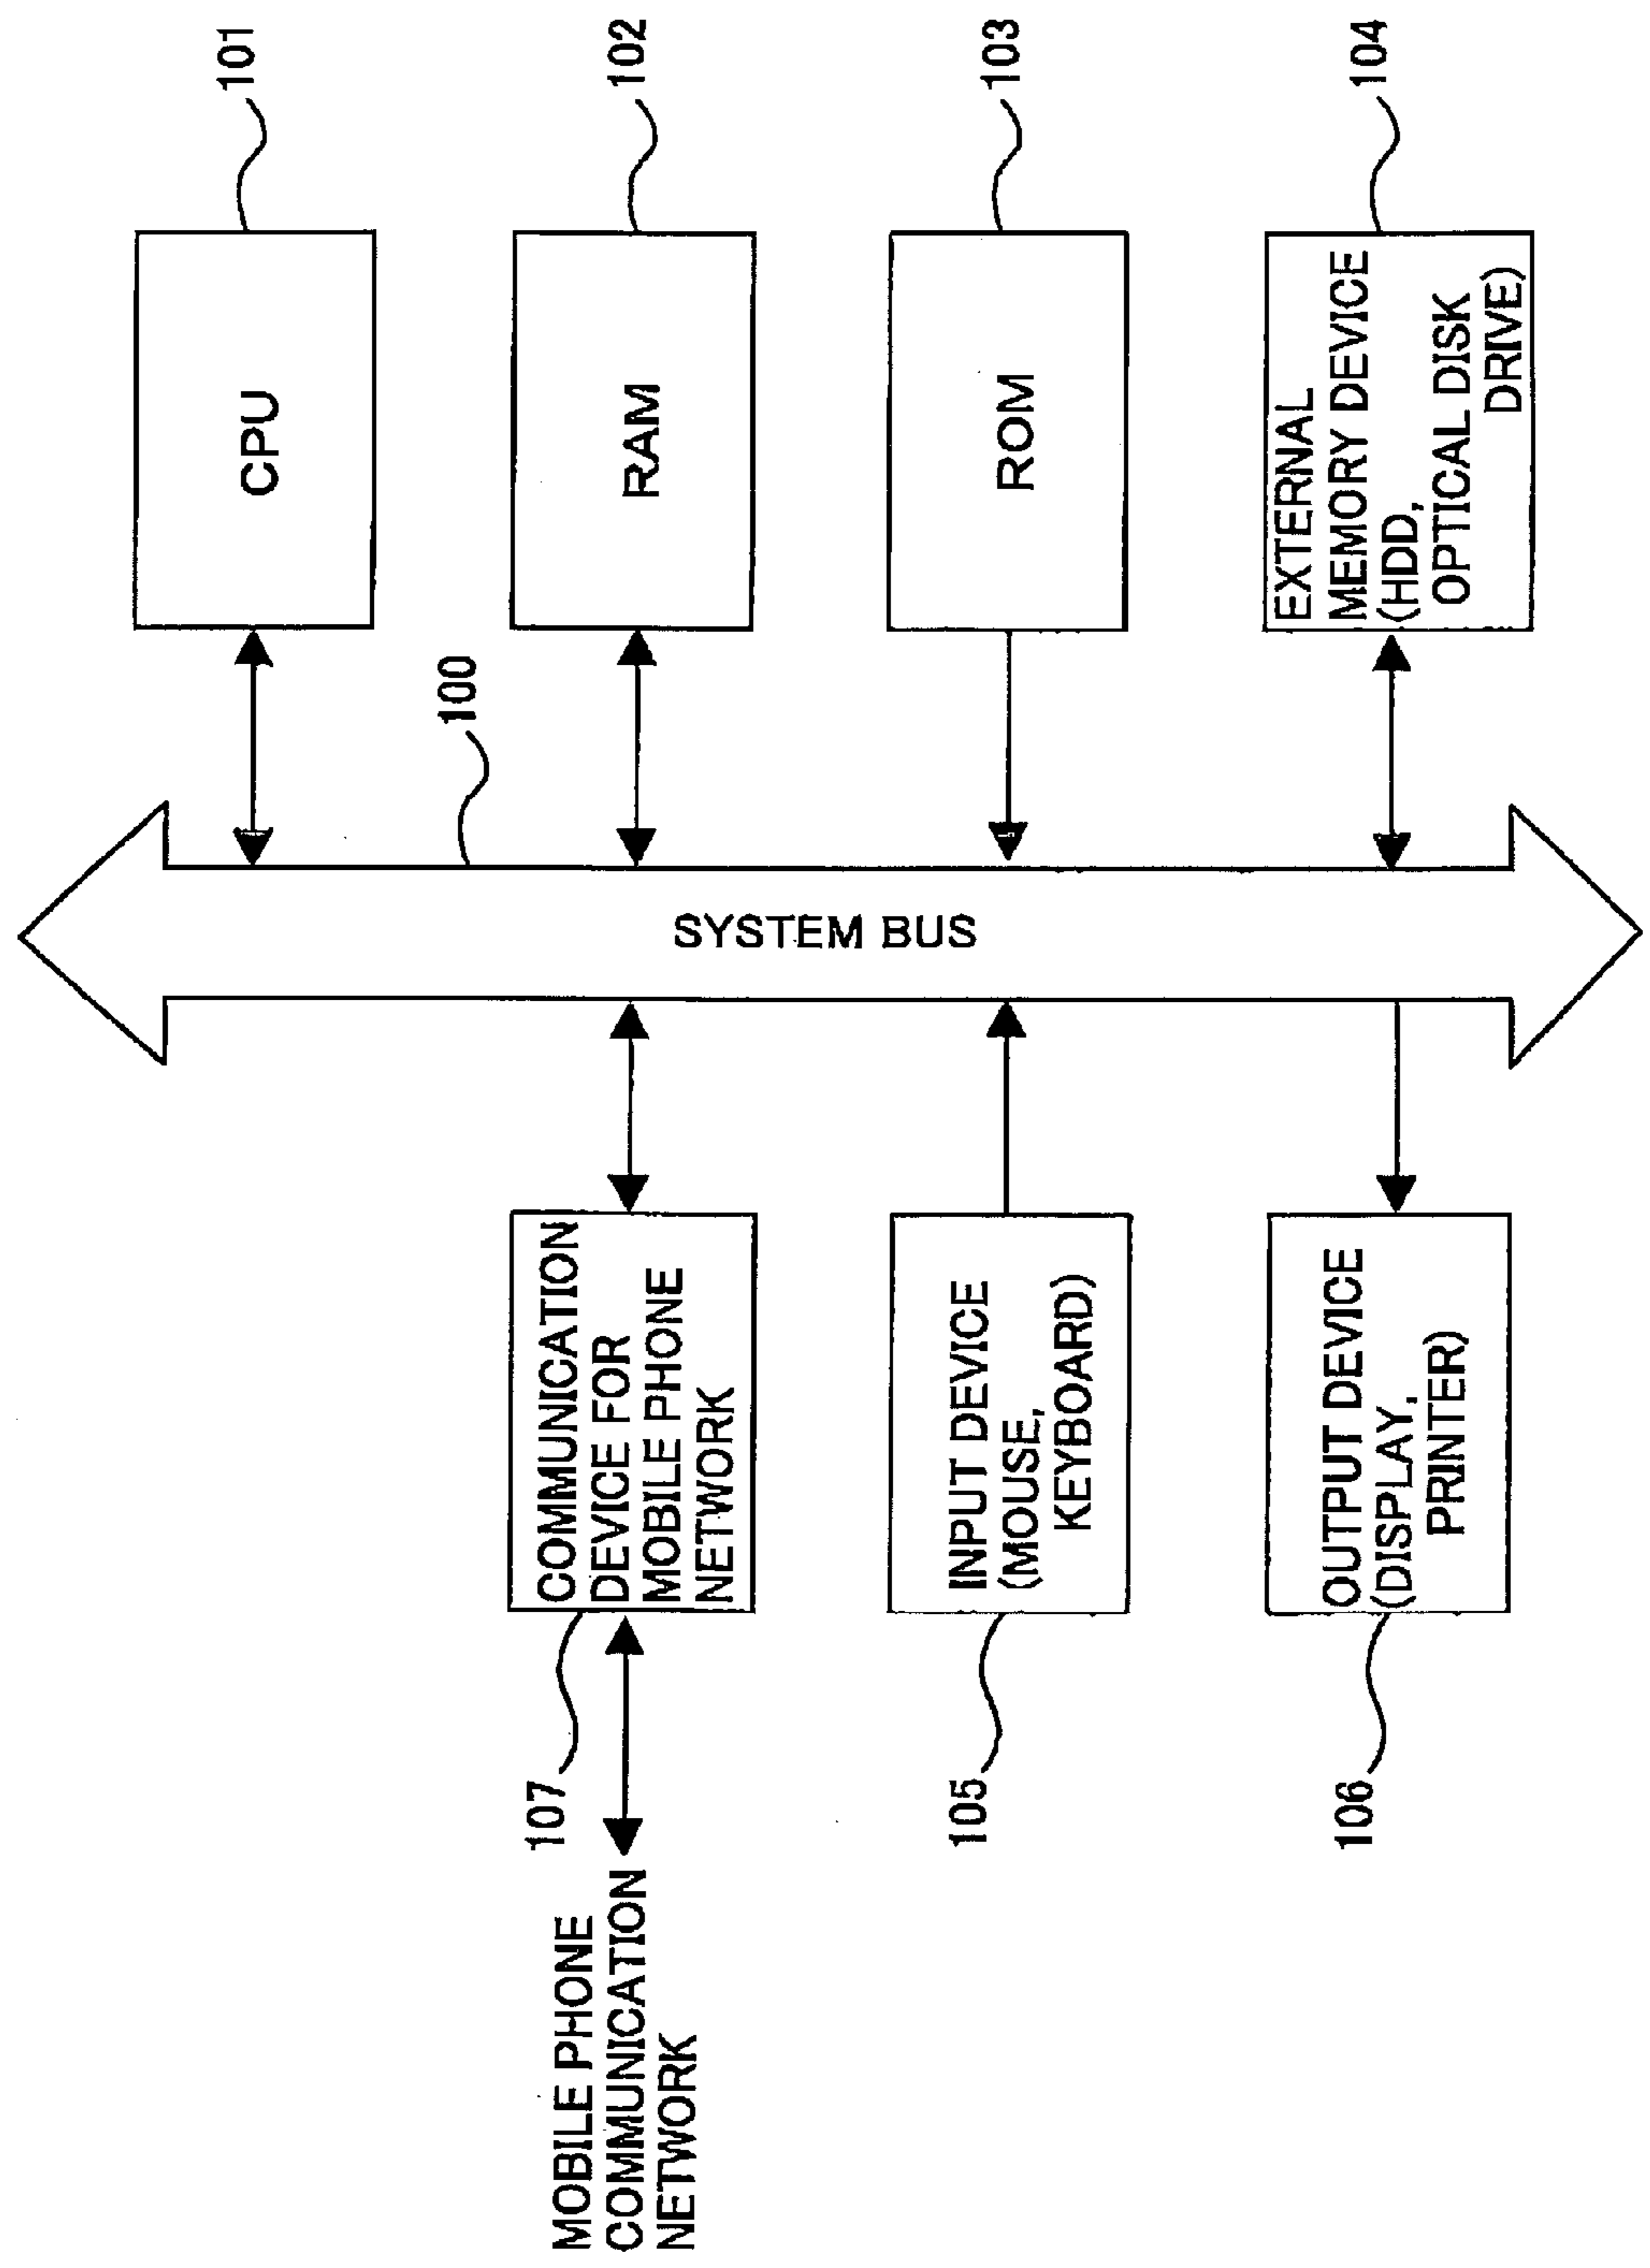 101
CPU
102
RAM
103
ROM
104
EXTERNAL
MEMORY DEVICE
(HDD,
OPTICAL DISK
DRIVE)
100
SYSTEM BUS
COMMUNICATION
DEVICE FOR
MOBILE PHONE
NETWORK
107
MOBILE PHONE
COMMUNICATION
NETWORK
INPUT DEVICE
(MOUSE,
KEYBOARD)
105
OUTPUT DEVICE
(DISPLAY,
PRINTER)
106